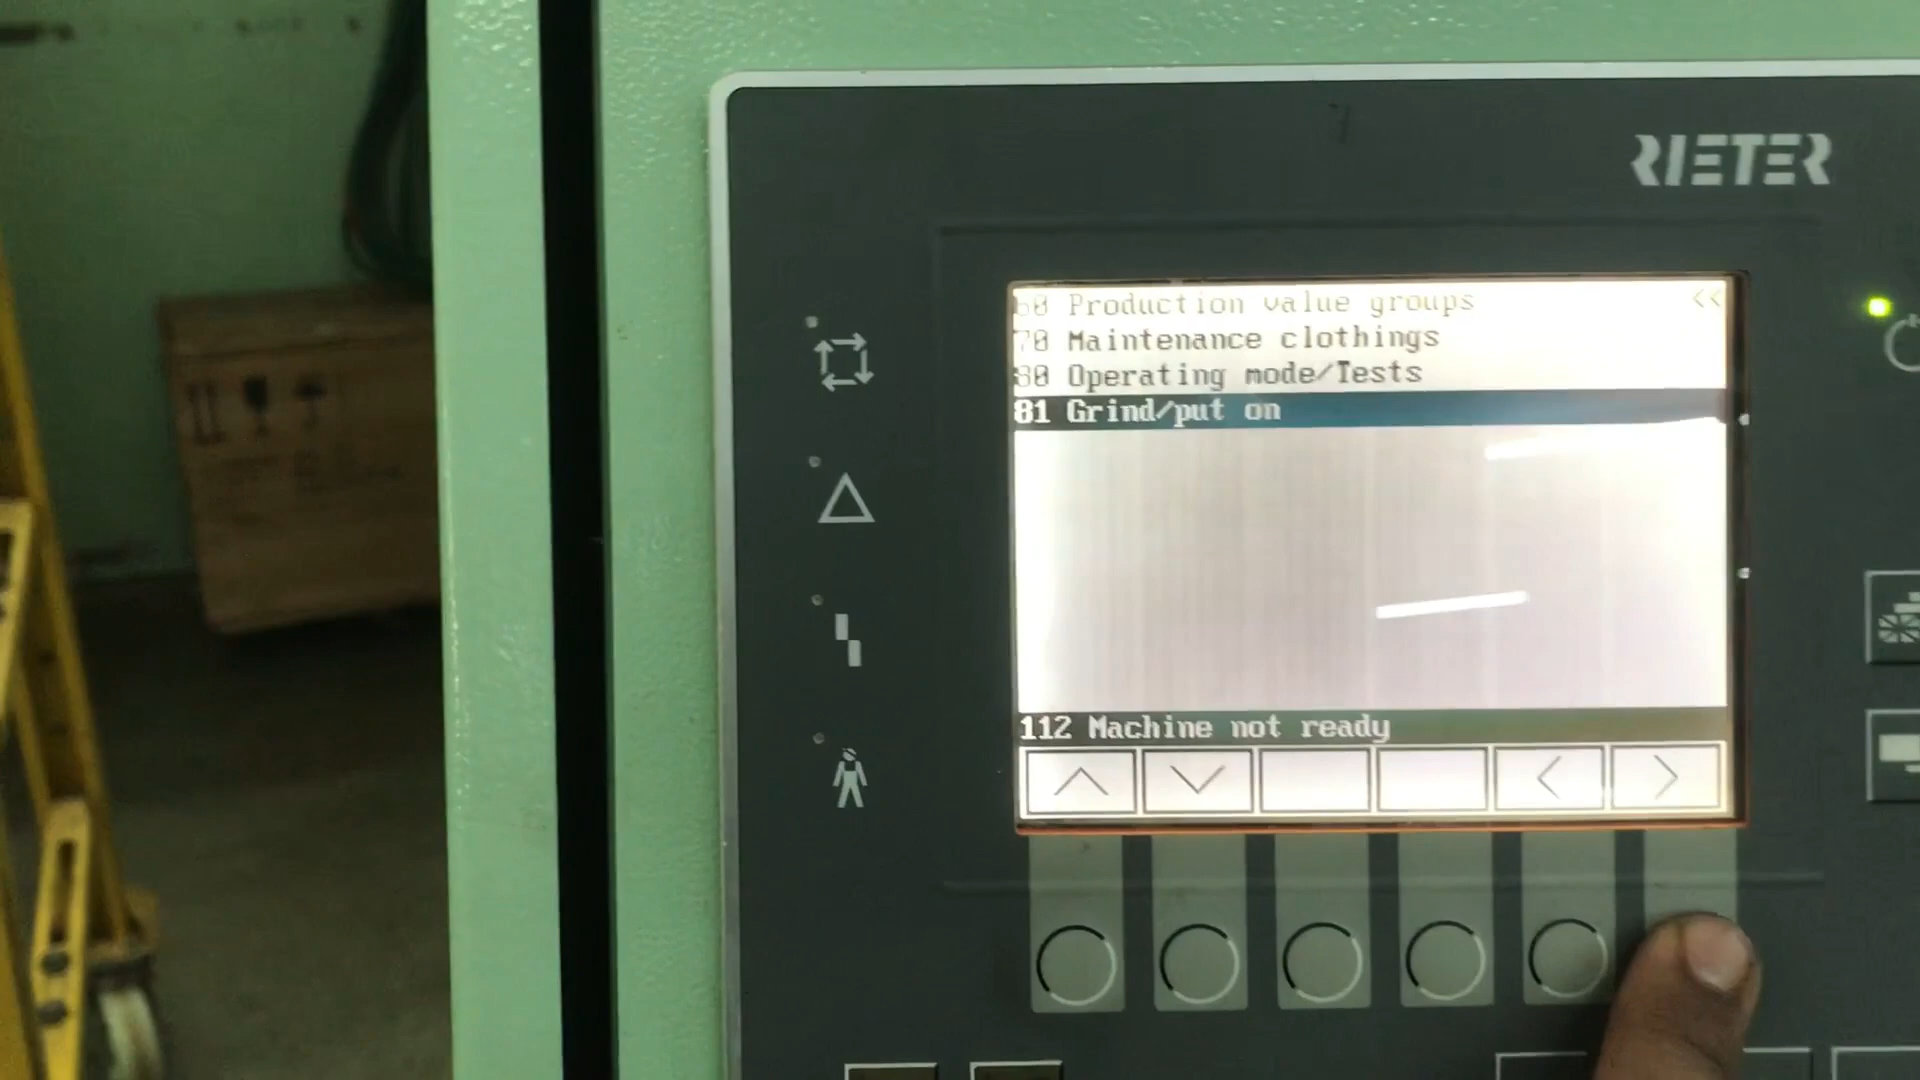 RIETER
60 Production value groups <<
70 Maintenance clothings
80 Operating mode/Tests
81 Grind/put on
112 Machine not ready